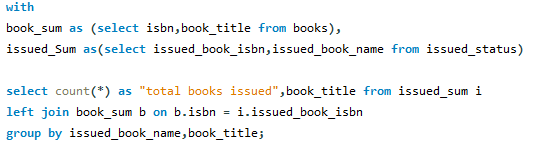 with
book_sum as (select isbn,book_title from books),
issued_Sum as(select issued_book_isbn,issued_book_name from issued_status)
select count(*) as "total books issued",book_title from issued_sum i
left join book_sum b on b.isbn = i.issued_book_isbn
group by issued_book_name,book_title;